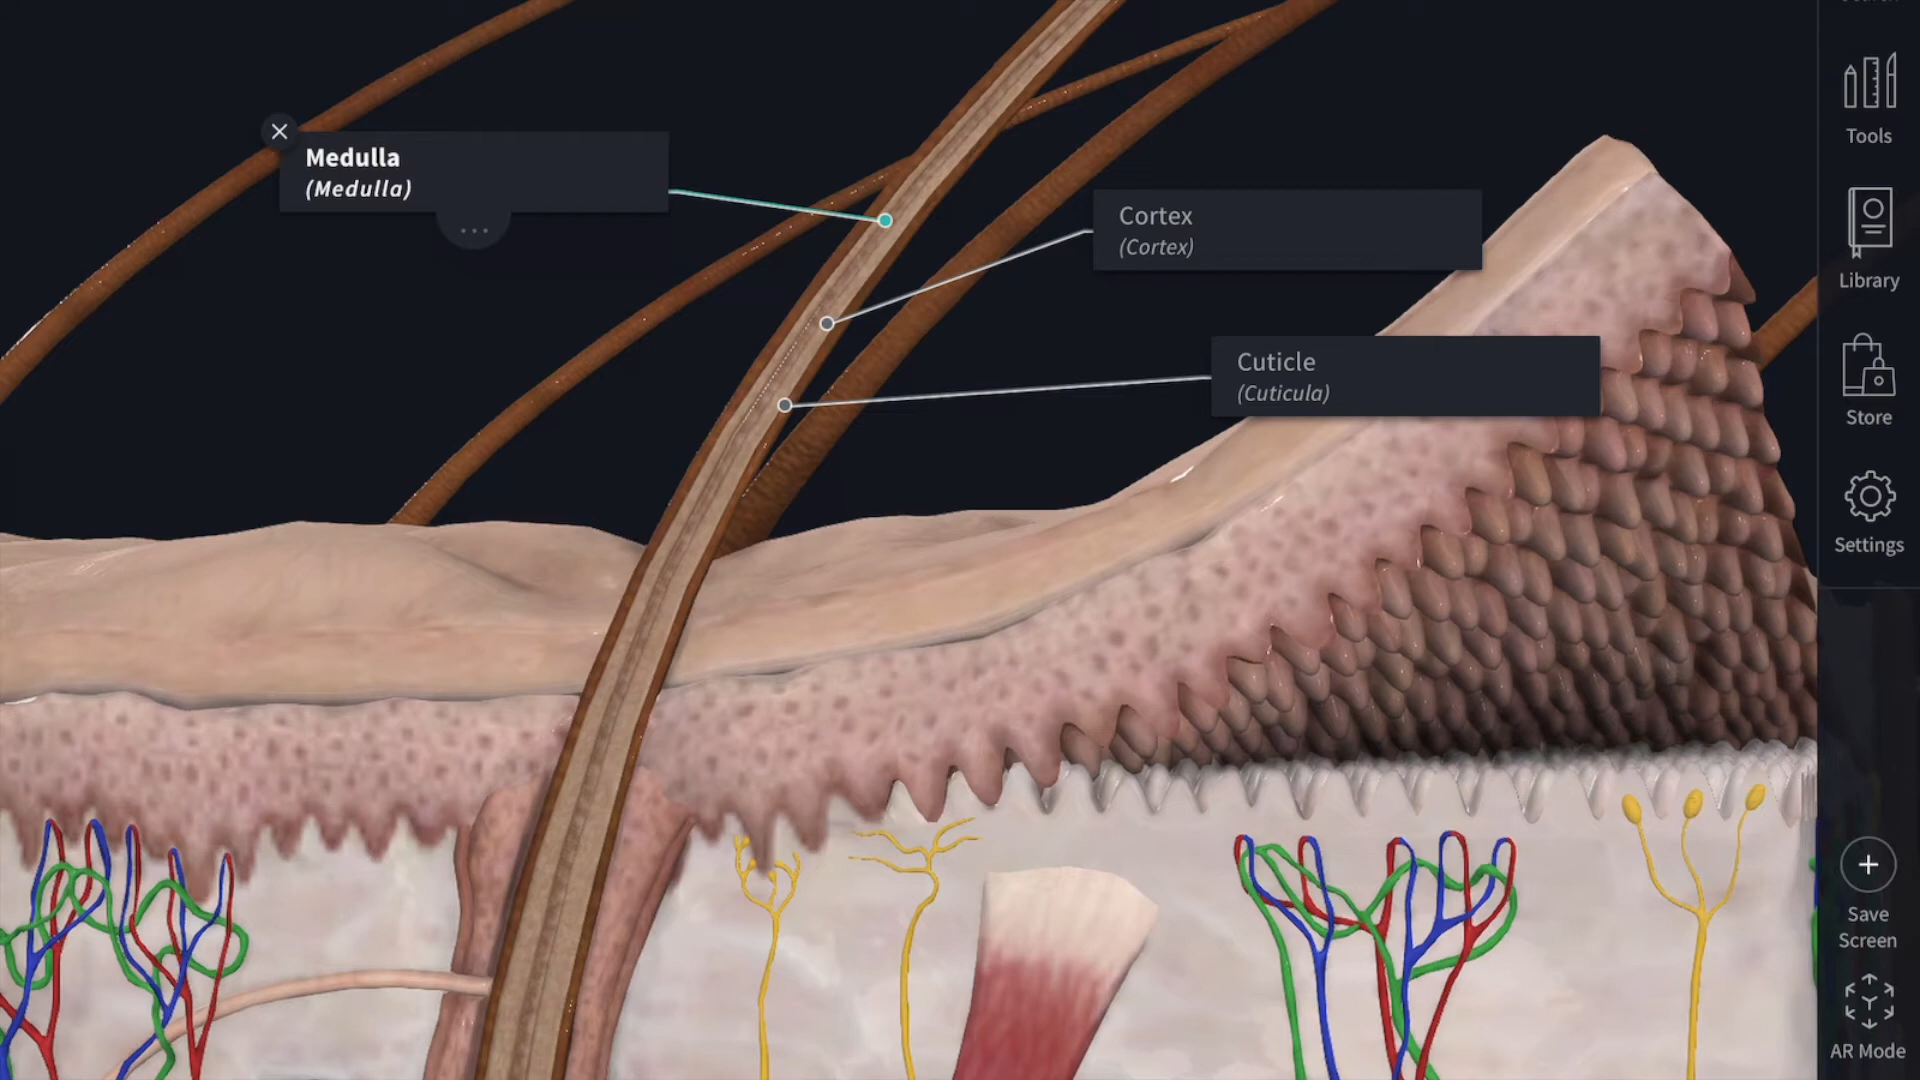 Medulla
(Medulla)
Cortex
(Cortex)
Cuticle
(Cuticula)
Tools
Library
Store
Settings
Save
Screen
AR Mode